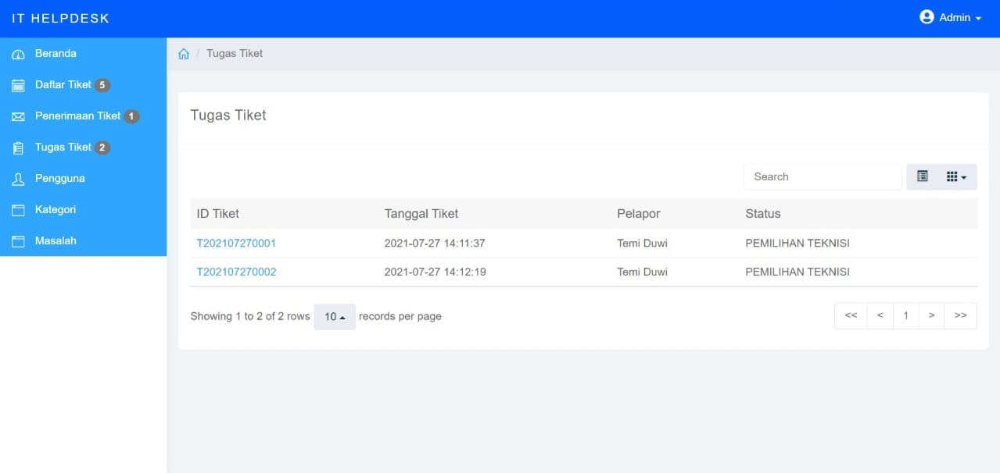 IT HELPDESK
Admin
Beranda
/ Tugas Tiket
Daftar Tiket 5
Penerimaan Tiket 1
Tugas Tiket 2
Pengguna
Kategori
Masalah
Tugas Tiket
Search
ID Tiket Tanggal Tiket Pelapor Status
T202107270001 2021-07-27 14:11:37 Temi Duwi PEMILIHAN TEKNISI
T202107270002 2021-07-27 14:12:19 Temi Duwi PEMILIHAN TEKNISI
Showing 1 to 2 of 2 rows 10 records per page
<< < 1 > >>